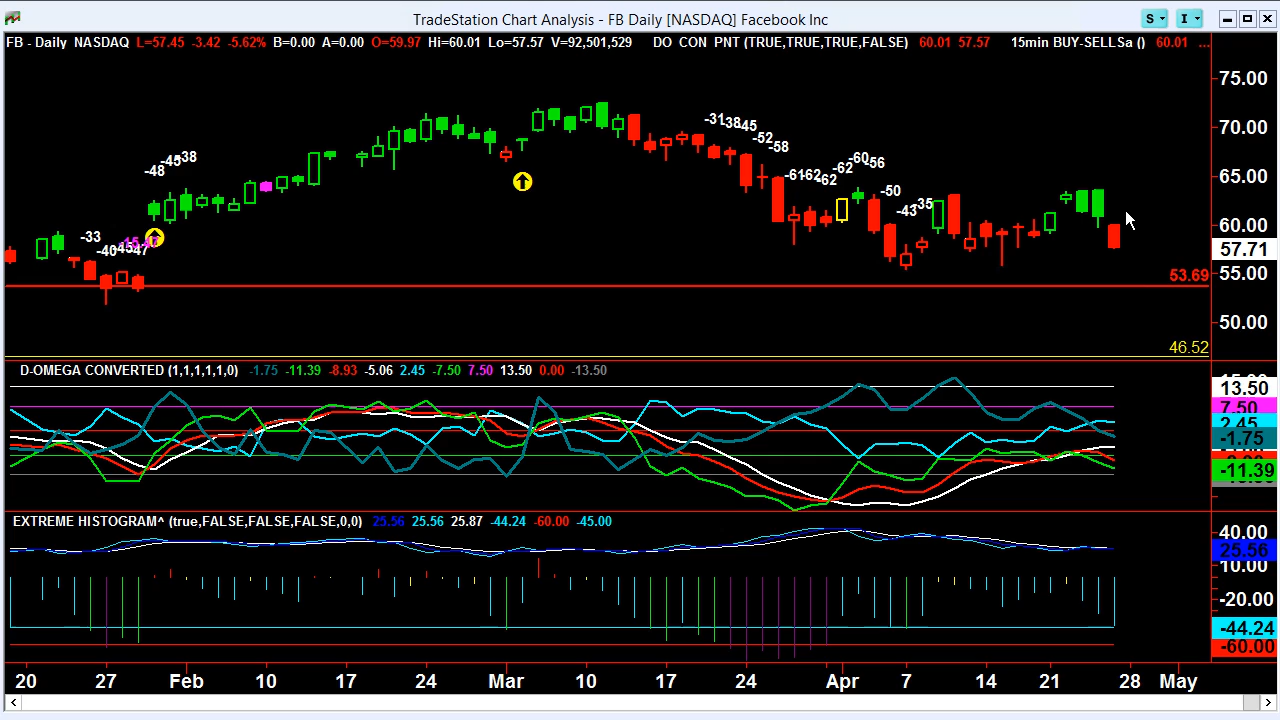 TradeStation Chart Analysis - FB Daily [NASDAQ] Facebook Inc
S I
FB - Daily NASDAQ L=57.45 -3.42 -5.62% B=0.00 A=0.00 O=59.97 Hi=60.01 Lo=57.57 V=92,501,529 DO CON PNT (TRUE,TRUE,TRUE,FALSE) 60.01 57.57 15min BUY-SELLSa () 60.01 ...
75.00
70.00
65.00
60.00
57.71
55.00
50.00
-48 -45 -38
-33
-40 -45 -47
-31 -38 -45
-52
-58
-61 -62 -62
-62
-60 -56
-50
-43 -35
53.69
46.52
D-OMEGA CONVERTED (1,1,1,1,1,0) -1.75 -11.39 -8.93 -5.06 2.45 -7.50 7.50 13.50 0.00 -13.50
13.50
7.50
2.45
-1.75
-11.39
EXTREME HISTOGRAM^ (true,FALSE,FALSE,FALSE,0,0) 25.56 25.56 25.87 -44.24 -60.00 -45.00
40.00
25.56
10.00
-20.00
-44.24
-60.00
20 27 Feb 10 17 24 Mar 10 17 24 Apr 7 14 21 28 May